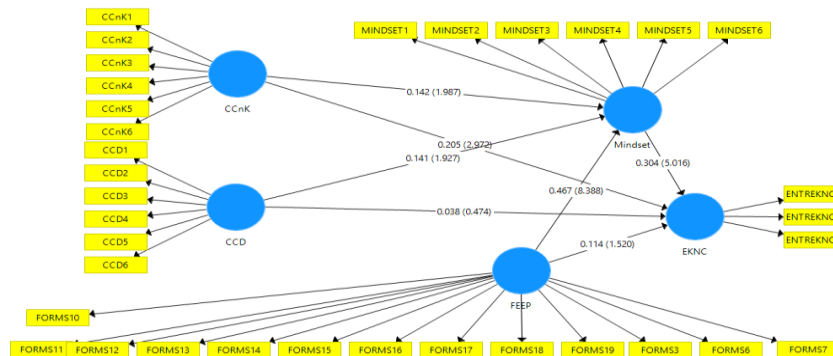 CCnK1
CCnK2
CCnK3
CCnK4
CCnK5
CCnK6
CCnK
CCD1
CCD2
CCD3
CCD4
CCD5
CCD6
CCD
MINDSET1 MINDSET2 MINDSET3 MINDSET4 MINDSET5 MINDSET6
Mindset
0.142 (1.987)
0.205 (2.972)
0.141 (1.927)
0.304 (5.016)
0.467 (8.388)
0.038 (0.474)
0.114 (1.520)
EKNC
ENTREKNC
ENTREKNC
ENTREKNC
FEEP
FORMS10
FORMS11 FORMS12 FORMS13 FORMS14 FORMS15 FORMS16 FORMS17 FORMS18 FORMS19 FORMS3 FORMS6 FORMS7